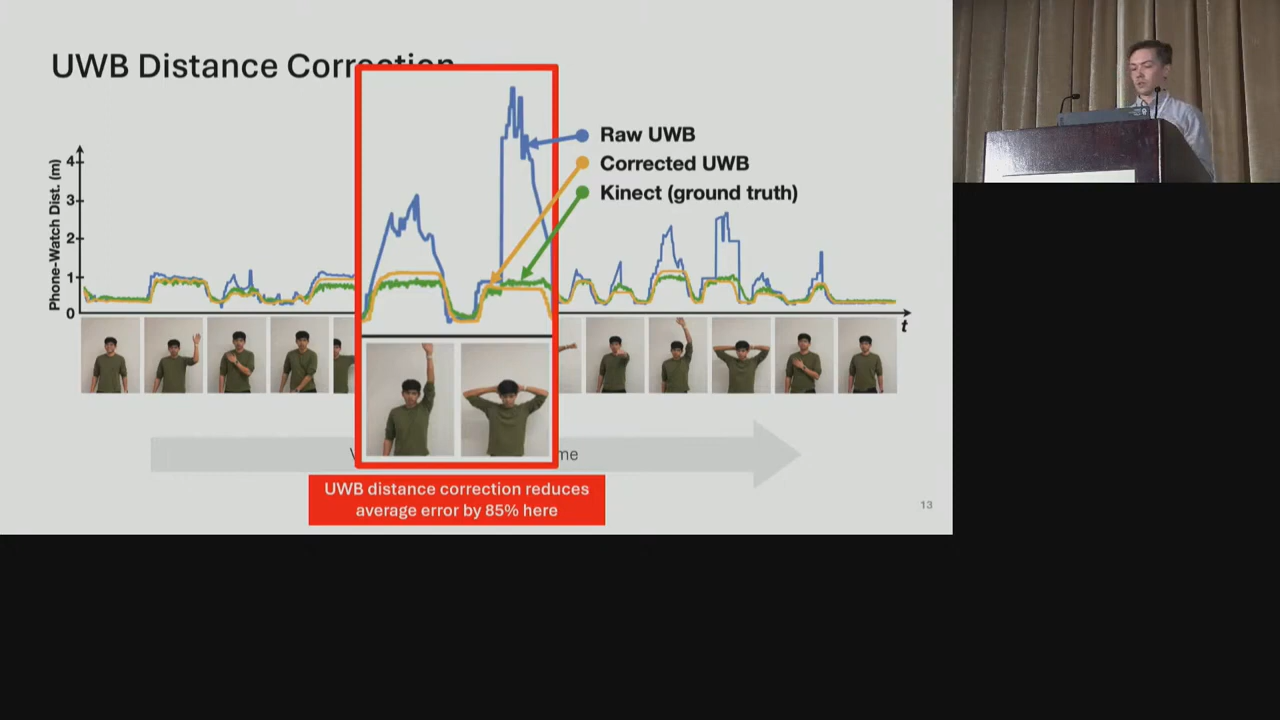 UWB Distance Correction
Raw UWB
Corrected UWB
Kinect (ground truth)
Phone-Watch Dist. (m)
4
3
2
1
0
t
me
UWB distance correction reduces
average error by 85% here
13